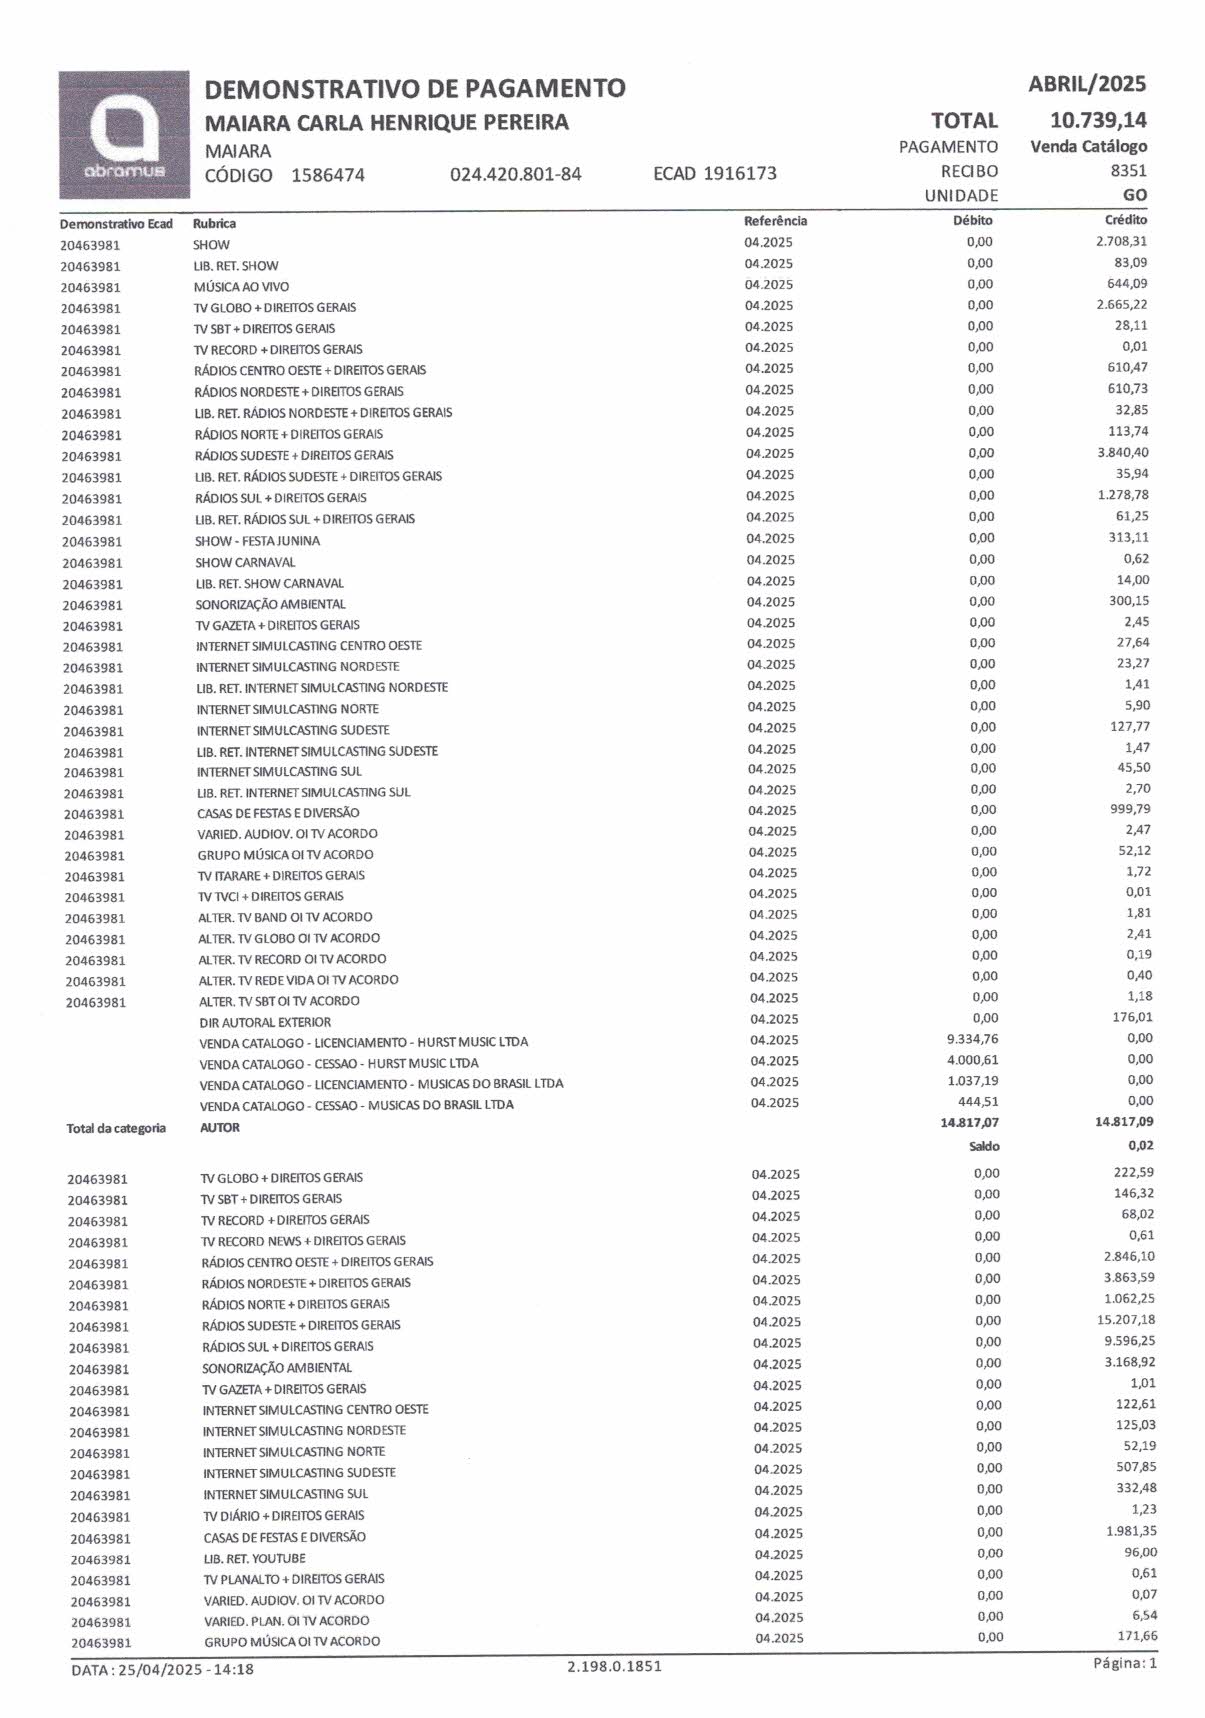 DEMONSTRATIVO DE PAGAMENTO ABRIL/2025
MAIARA CARLA HENRIQUE PEREIRA TOTAL 10.739,14
MAIARA PAGAMENTO Venda Catálogo
CÓDIGO 1586474 024.420.801-84 ECAD 1916173 RECIBO 8351
abramus
UNIDADE GO
Demonstrativo Ecad Rubrica Referência Débito Crédito
20463981 SHOW 04.2025 0,00 2.708,31
20463981 LIB. RET. SHOW 04.2025 0,00 83,09
20463981 MÚSICA AO VIVO 04.2025 0,00 644,09
20463981 TV GLOBO + DIREITOS GERAIS 04.2025 0,00 2.665,22
20463981 TV SBT + DIREITOS GERAIS 04.2025 0,00 28,11
20463981 TV RECORD + DIREITOS GERAIS 04.2025 0,00 0,01
20463981 RÁDIOS CENTRO OESTE + DIREITOS GERAIS 04.2025 0,00 610,47
20463981 RÁDIOS NORDESTE + DIREITOS GERAIS 04.2025 0,00 610,73
20463981 LIB. RET. RÁDIOS NORDESTE + DIREITOS GERAIS 04.2025 0,00 32,85
20463981 RÁDIOS NORTE + DIREITOS GERAIS 04.2025 0,00 113,74
20463981 RÁDIOS SUDESTE + DIREITOS GERAIS 04.2025 0,00 3.840,40
20463981 LIB. RET. RÁDIOS SUDESTE + DIREITOS GERAIS 04.2025 0,00 35,94
20463981 RÁDIOS SUL + DIREITOS GERAIS 04.2025 0,00 1.278,78
20463981 LIB. RET. RÁDIOS SUL + DIREITOS GERAIS 04.2025 0,00 61,25
20463981 SHOW - FESTA JUNINA 04.2025 0,00 313,11
20463981 SHOW CARNAVAL 04.2025 0,00 0,62
20463981 LIB. RET. SHOW CARNAVAL 04.2025 0,00 14,00
20463981 SONORIZAÇÃO AMBIENTAL 04.2025 0,00 300,15
20463981 TV GAZETA + DIREITOS GERAIS 04.2025 0,00 2,45
20463981 INTERNET SIMULCASTING CENTRO OESTE 04.2025 0,00 27,64
20463981 INTERNET SIMULCASTING NORDESTE 04.2025 0,00 23,27
20463981 LIB. RET. INTERNET SIMULCASTING NORDESTE 04.2025 0,00 1,41
20463981 INTERNET SIMULCASTING NORTE 04.2025 0,00 5,90
20463981 INTERNET SIMULCASTING SUDESTE 04.2025 0,00 127,77
20463981 LIB. RET. INTERNET SIMULCASTING SUDESTE 04.2025 0,00 1,47
20463981 INTERNET SIMULCASTING SUL 04.2025 0,00 45,50
20463981 LIB. RET. INTERNET SIMULCASTING SUL 04.2025 0,00 2,70
20463981 CASAS DE FESTAS E DIVERSÃO 04.2025 0,00 999,79
20463981 VARIED. AUDIOV. OI TV ACORDO 04.2025 0,00 2,47
20463981 GRUPO MÚSICA OI TV ACORDO 04.2025 0,00 52,12
20463981 TV ITARARE + DIREITOS GERAIS 04.2025 0,00 1,72
20463981 TV TVCI + DIREITOS GERAIS 04.2025 0,00 0,01
20463981 ALTER. TV BAND OI TV ACORDO 04.2025 0,00 1,81
20463981 ALTER. TV GLOBO OI TV ACORDO 04.2025 0,00 2,41
20463981 ALTER. TV RECORD OI TV ACORDO 04.2025 0,00 0,19
20463981 ALTER. TV REDE VIDA OI TV ACORDO 04.2025 0,00 0,40
20463981 ALTER. TV SBT OI TV ACORDO 04.2025 0,00 1,18
DIR AUTORAL EXTERIOR 04.2025 0,00 176,01
VENDA CATALOGO - LICENCIAMENTO - HURST MUSIC LTDA 04.2025 9.334,76 0,00
VENDA CATALOGO - CESSAO - HURST MUSIC LTDA 04.2025 4.000,61 0,00
VENDA CATALOGO - LICENCIAMENTO - MUSICAS DO BRASIL LTDA 04.2025 1.037,19 0,00
VENDA CATALOGO - CESSAO - MUSICAS DO BRASIL LTDA 04.2025 444,51 0,00
Total da categoria AUTOR 14.817,07 14.817,09
Saldo 0,02
20463981 TV GLOBO + DIREITOS GERAIS 04.2025 0,00 222,59
20463981 TV SBT + DIREITOS GERAIS 04.2025 0,00 146,32
20463981 TV RECORD + DIREITOS GERAIS 04.2025 0,00 68,02
20463981 TV RECORD NEWS + DIREITOS GERAIS 04.2025 0,00 0,61
20463981 RÁDIOS CENTRO OESTE + DIREITOS GERAIS 04.2025 0,00 2.846,10
20463981 RÁDIOS NORDESTE + DIREITOS GERAIS 04.2025 0,00 3.863,59
20463981 RÁDIOS NORTE + DIREITOS GERAIS 04.2025 0,00 1.062,25
20463981 RÁDIOS SUDESTE + DIREITOS GERAIS 04.2025 0,00 15.207,18
20463981 RÁDIOS SUL + DIREITOS GERAIS 04.2025 0,00 9.596,25
20463981 SONORIZAÇÃO AMBIENTAL 04.2025 0,00 3.168,92
20463981 TV GAZETA + DIREITOS GERAIS 04.2025 0,00 1,01
20463981 INTERNET SIMULCASTING CENTRO OESTE 04.2025 0,00 122,61
20463981 INTERNET SIMULCASTING NORDESTE 04.2025 0,00 125,03
20463981 INTERNET SIMULCASTING NORTE 04.2025 0,00 52,19
20463981 INTERNET SIMULCASTING SUDESTE 04.2025 0,00 507,85
20463981 INTERNET SIMULCASTING SUL 04.2025 0,00 332,48
20463981 TV DIÁRIO + DIREITOS GERAIS 04.2025 0,00 1,23
20463981 CASAS DE FESTAS E DIVERSÃO 04.2025 0,00 1.981,35
20463981 LIB. RET. YOUTUBE 04.2025 0,00 96,00
20463981 TV PLANALTO + DIREITOS GERAIS 04.2025 0,00 0,61
20463981 VARIED. AUDIOV. OI TV ACORDO 04.2025 0,00 0,07
20463981 VARIED. PLAN. OI TV ACORDO 04.2025 0,00 6,54
20463981 GRUPO MÚSICA OI TV ACORDO 04.2025 0,00 171,66
DATA : 25/04/2025 - 14:18 2.198.0.1851 Página: 1